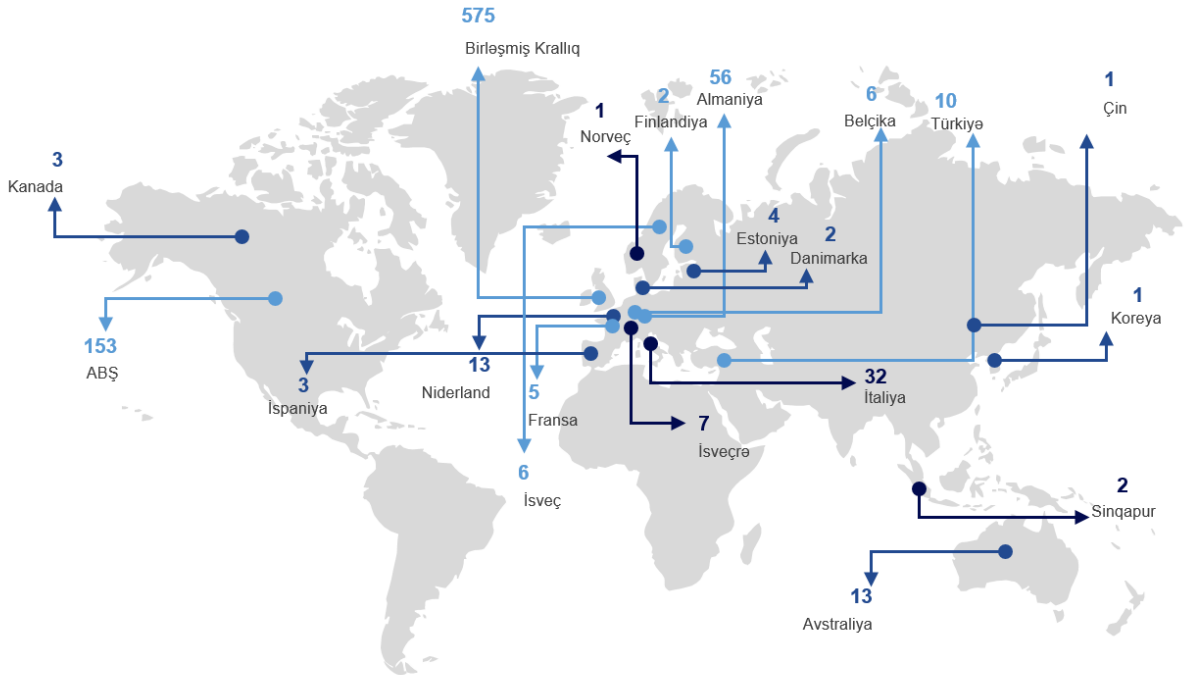 575
Birləşmiş Krallıq
56
Almaniya
2
Finlandiya
1
Norveç
6
Belçika
10
Türkiyə
1
Çin
3
Kanada
4
Estoniya
2
Danimarka
1
Koreya
153
ABŞ
3
İspaniya
13
Niderland
5
Fransa
32
İtaliya
7
İsveçrə
6
İsveç
2
Sinqapur
13
Avstraliya